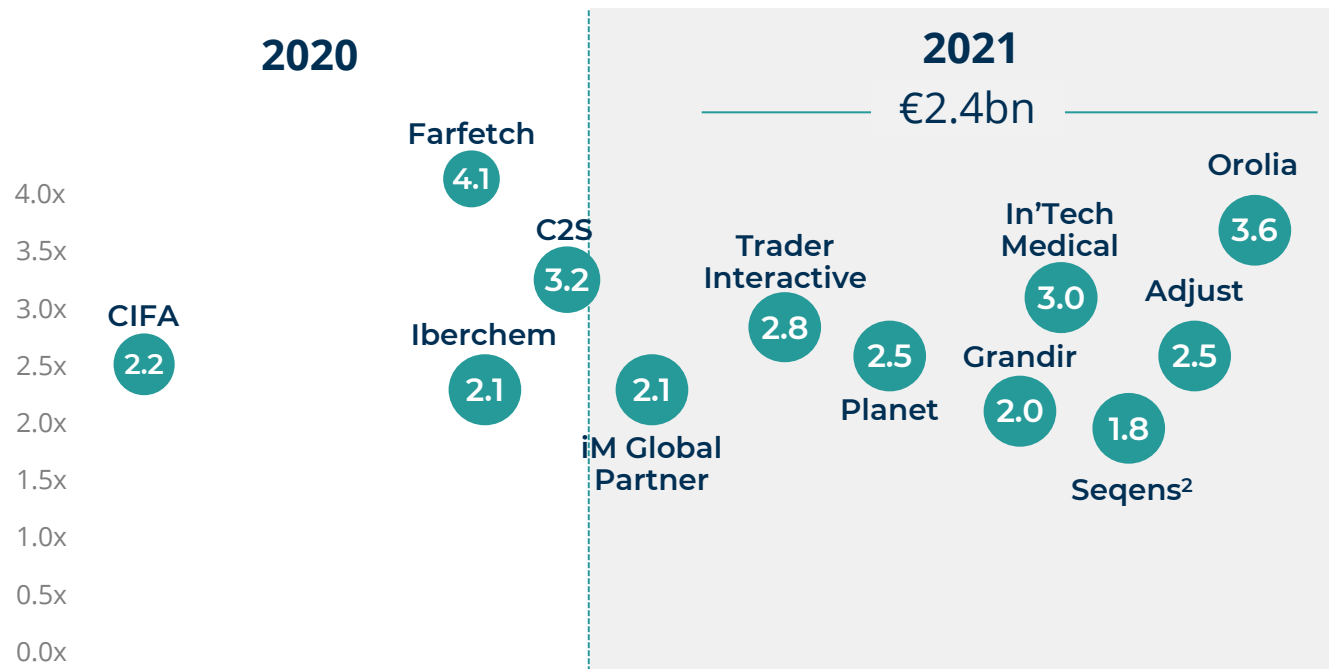 2020
2021
€2.4bn
Farfetch
4.1
Orolia
3.6
4.0x
3.5x
3.0x
2.5x
2.0x
1.5x
1.0x
0.5x
0.0x
C2S
3.2
In’Tech
Medical
3.0
Trader
Interactive
2.8
Adjust
2.5
CIFA
2.2
Iberchem
2.1
2.1
iM Global
Partner
2.5
Planet
Grandir
2.0
1.8
Seqens²